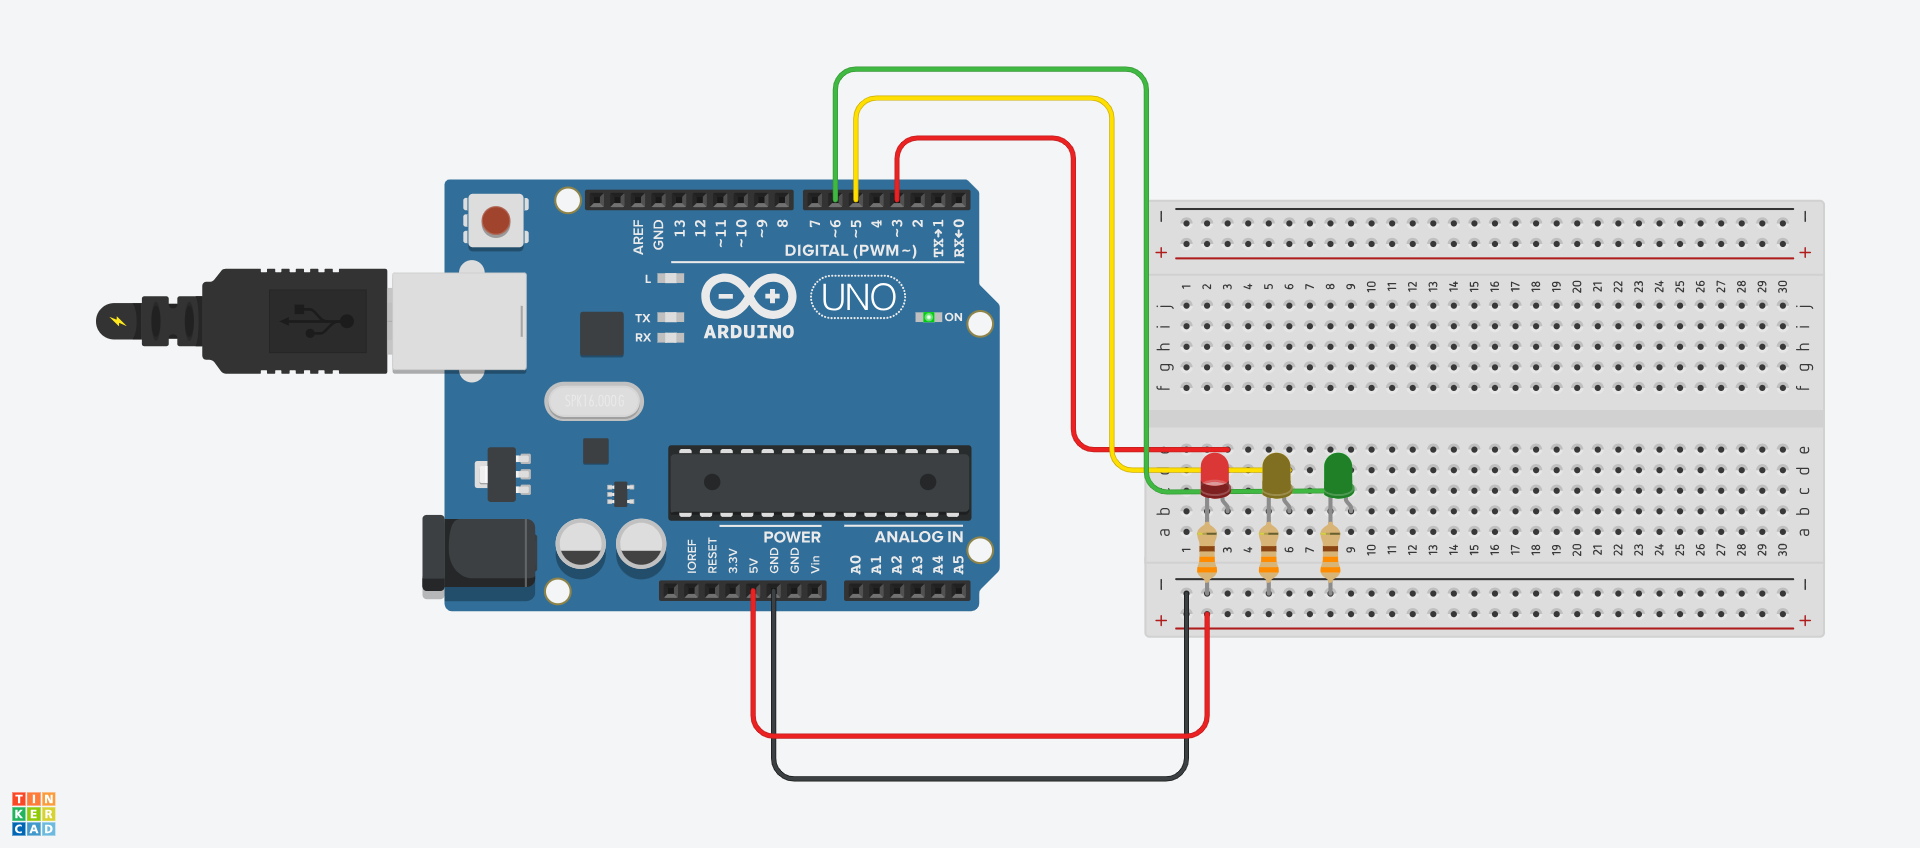 AREF
GND
13
12
~11
~10
~9
8
7
~6
~5
4
~3
2
TX→1
RX←0
DIGITAL (PWM~)
L
TX
RX
ARDUINO
UNO
ON
SPK16.000G
POWER
ANALOG IN
IOREF
RESET
3.3V
5V
GND
GND
Vin
A0
A1
A2
A3
A4
A5
− −
+ +
1 2 3 4 5 6 7 8 9 10 11 12 13 14 15 16 17 18 19 20 21 22 23 24 25 26 27 28 29 30
j j
i i
h h
g g
f f
e
d
c
b b
a a
1 3 4 6 7 9 10 11 12 13 14 15 16 17 18 19 20 21 22 23 24 25 26 27 28 29 30
− −
+ +
TIN
KER
CAD